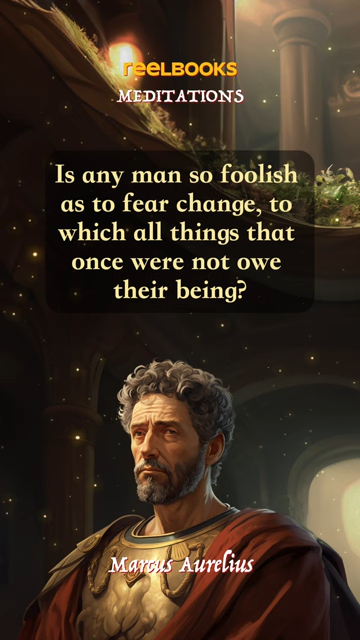 reelBOOKS
MEDITATIONS
Is any man so foolish
as to fear change, to
which all things that
once were not owe
their being?
Marcus Aurelius